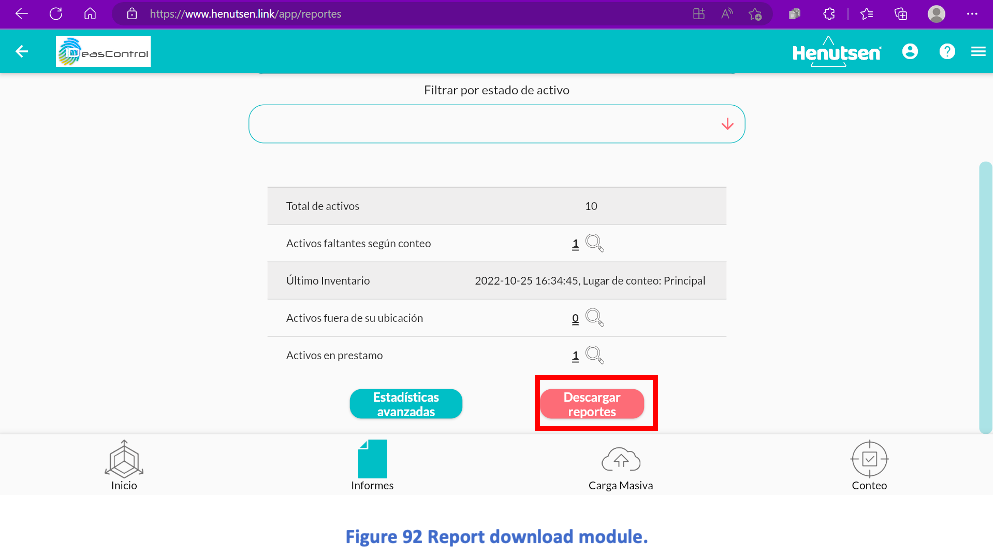 https://www.henutsen.link/app/reportes
easControl
Henutsen
Filtrar por estado de activo
Total de activos 10
Activos faltantes según conteo 1
Último Inventario 2022-10-25 16:34:45, Lugar de conteo: Principal
Activos fuera de su ubicación 0
Activos en prestamo 1
Estadísticas
avanzadas
Descargar
reportes
Inicio
Informes
Carga Masiva
Conteo
Figure 92 Report download module.